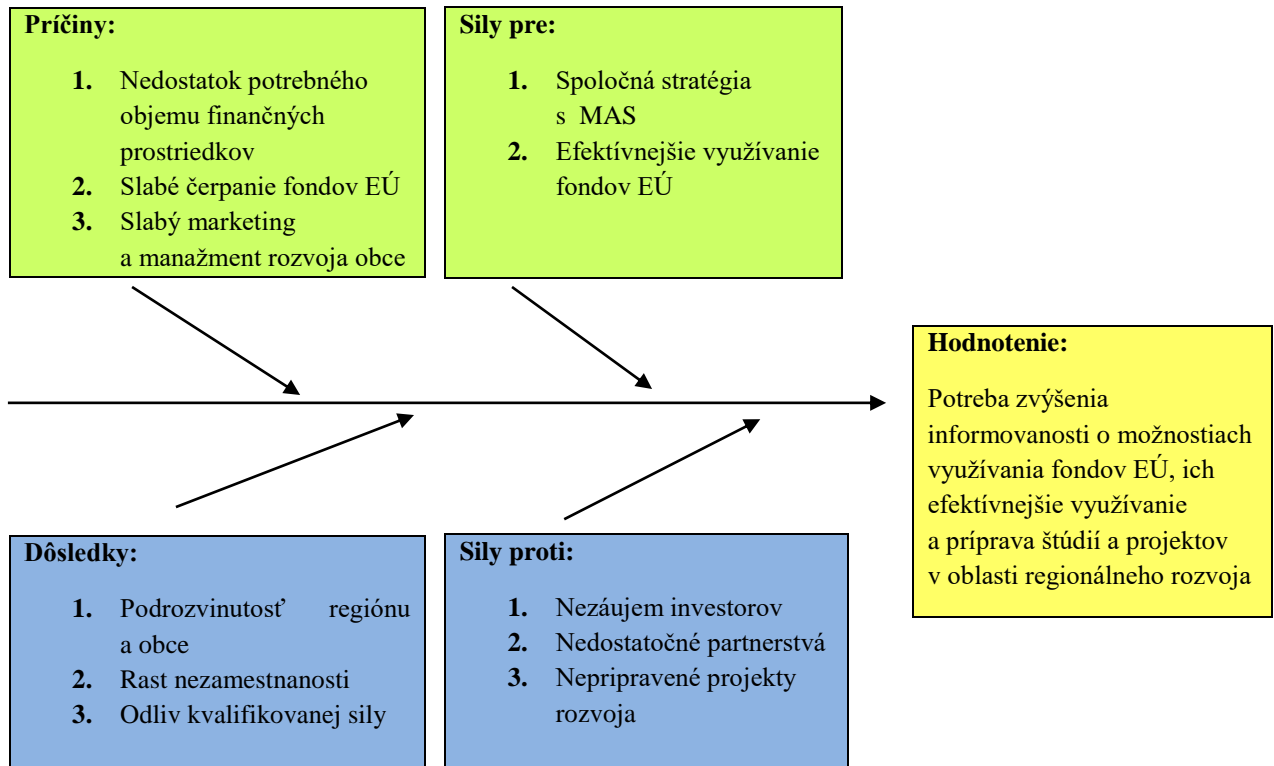 Príčiny:
1. Nedostatok potrebného
objemu finančných
prostriedkov
2. Slabé čerpanie fondov EÚ
3. Slabý marketing
a manažment rozvoja obce
Sily pre:
1. Spoločná stratégia
s MAS
2. Efektívnejšie využívanie
fondov EÚ
Hodnotenie:
Potreba zvýšenia
informovanosti o možnostiach
využívania fondov EÚ, ich
efektívnejšie využívanie
a príprava štúdií a projektov
v oblasti regionálneho rozvoja
Dôsledky:
1. Podrozvinutosť regiónu
a obce
2. Rast nezamestnanosti
3. Odliv kvalifikovanej sily
Sily proti:
1. Nezáujem investorov
2. Nedostatočné partnerstvá
3. Nepripravené projekty
rozvoja